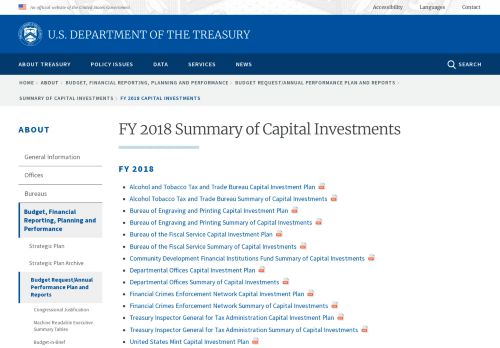 An official website of the United States Government
Accessibility Languages Contact
U.S. DEPARTMENT OF THE TREASURY
ABOUT TREASURY POLICY ISSUES DATA SERVICES NEWS SEARCH
HOME ABOUT BUDGET, FINANCIAL REPORTING, PLANNING AND PERFORMANCE BUDGET REQUEST/ANNUAL PERFORMANCE PLAN AND REPORTS
SUMMARY OF CAPITAL INVESTMENTS FY 2018 CAPITAL INVESTMENTS
ABOUT
General Information
Offices
Bureaus
Budget, Financial
Reporting, Planning and
Performance
Strategic Plan
Strategic Plan Archive
Budget Request/Annual
Performance Plan and
Reports
Congressional Justification
Machine Readable Executive
Summary Tables
Budget-in-Brief
FY 2018 Summary of Capital Investments
FY 2018
Alcohol and Tobacco Tax and Trade Bureau Capital Investment Plan
Alcohol Tobacco Tax and Trade Bureau Summary of Capital Investments
Bureau of Engraving and Printing Capital Investment Plan
Bureau of Engraving and Printing Summary of Capital Investments
Bureau of the Fiscal Service Capital Investment Plan
Bureau of the Fiscal Service Summary of Capital Investments
Community Development Financial Institutions Fund Summary of Capital Investments
Departmental Offices Capital Investment Plan
Departmental Offices Summary of Capital Investments
Financial Crimes Enforcement Network Capital Investment Plan
Financial Crimes Enforcement Network Summary of Capital Investments
Treasury Inspector General for Tax Administration Capital Investment Plan
Treasury Inspector General for Tax Administration Summary of Capital Investments
United States Mint Capital Investment Plan